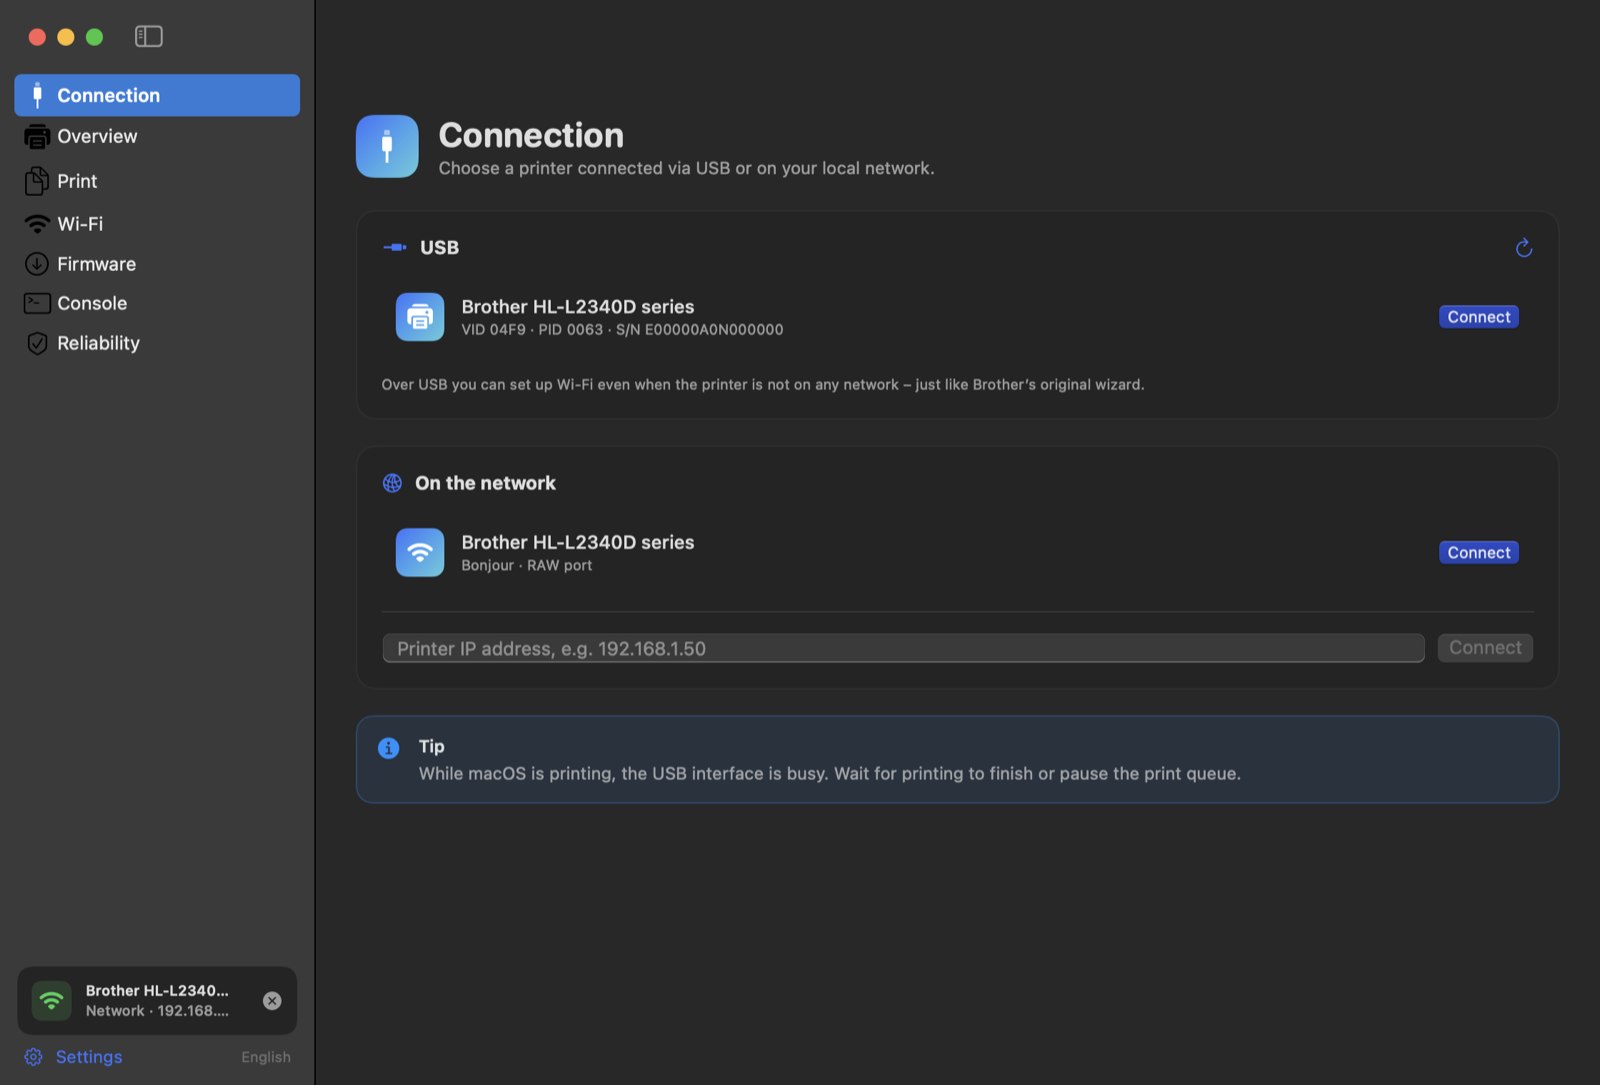 Connection
Overview
Print
Wi-Fi
Firmware
Console
Reliability
Brother HL-L2340...
Network · 192.168....
Settings
English
Connection
Choose a printer connected via USB or on your local network.
USB
Brother HL-L2340D series
VID 04F9 · PID 0063 · S/N E00000A0N000000
Connect
Over USB you can set up Wi-Fi even when the printer is not on any network – just like Brother’s original wizard.
On the network
Brother HL-L2340D series
Bonjour · RAW port
Connect
Printer IP address, e.g. 192.168.1.50
Connect
Tip
While macOS is printing, the USB interface is busy. Wait for printing to finish or pause the print queue.